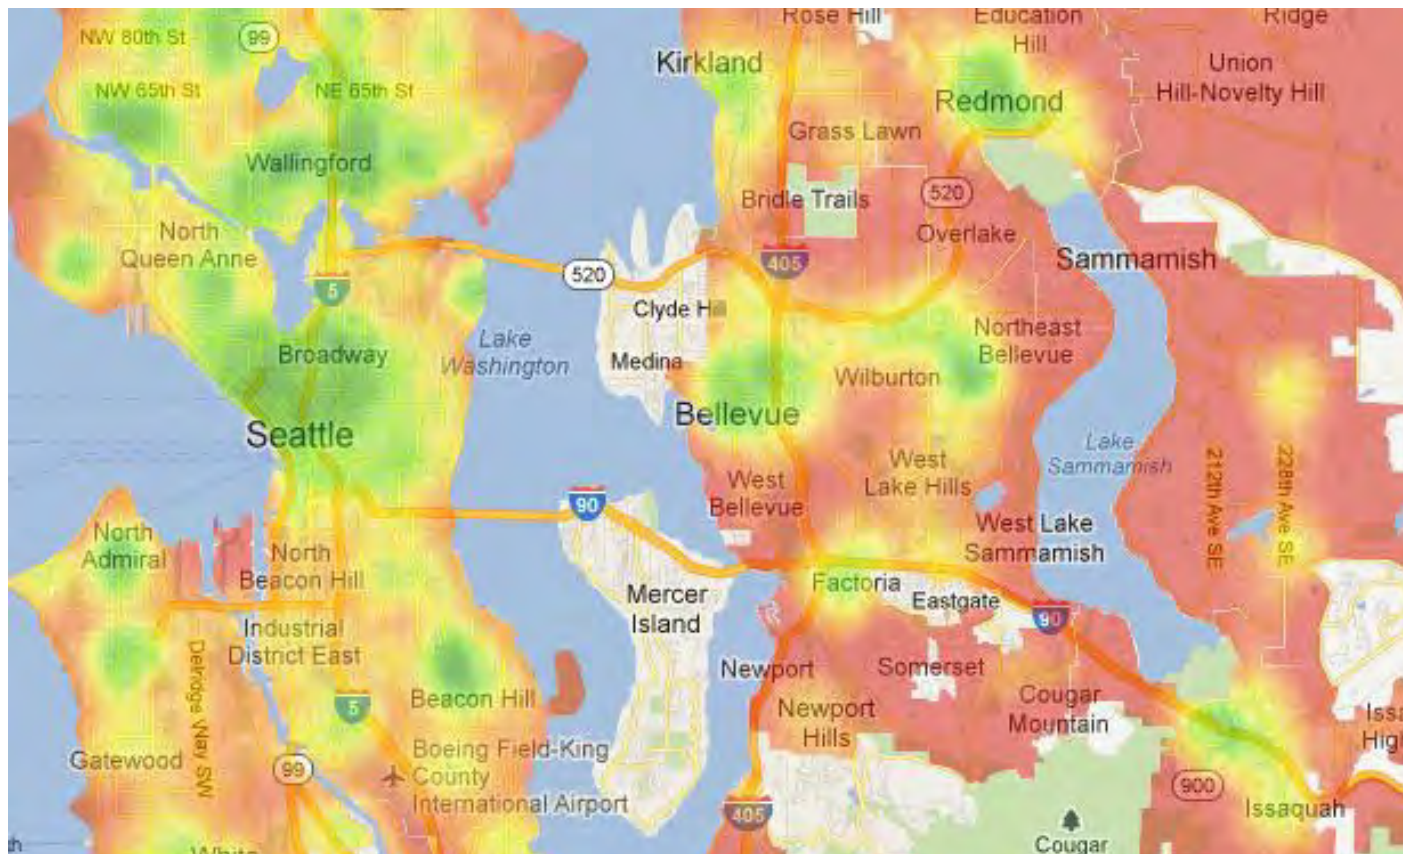 Rose Hill
Education
Hill
Ridge
NW 80th St
99
Kirkland
Union
Hill-Novelty Hill
NW 65th St
NE 65th St
Redmond
Grass Lawn
Wallingford
Bridle Trails
520
North
Queen Anne
Overlake
405
Sammamish
520
5
Clyde Hill
Lake
Washington
Northeast
Bellevue
Broadway
Medina
Wilburton
Bellevue
Seattle
Lake
Sammamish
West
Lake Hills
West
Bellevue
212th Ave SE
228th Ave SE
90
North
Admiral
West Lake
Sammamish
North
Beacon Hill
Factoria
Mercer
Island
Eastgate
90
Industrial
District East
Delridge Way SW
Newport
Somerset
Beacon Hill
5
Newport
Hills
Cougar
Mountain
Issa
High
Gatewood
99
Boeing Field-King
County
International Airport
900
405
Issaquah
Cougar
White